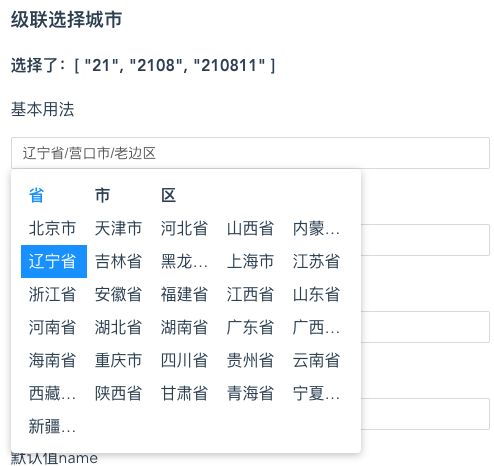 级联选择城市
选择了：[ "21", "2108", "210811" ]
基本用法
辽宁省/营口市/老边区
省 市 区
北京市 天津市 河北省 山西省 内蒙…
辽宁省 吉林省 黑龙… 上海市 江苏省
浙江省 安徽省 福建省 江西省 山东省
河南省 湖北省 湖南省 广东省 广西…
海南省 重庆市 四川省 贵州省 云南省
西藏… 陕西省 甘肃省 青海省 宁夏…
新疆…
默认值name